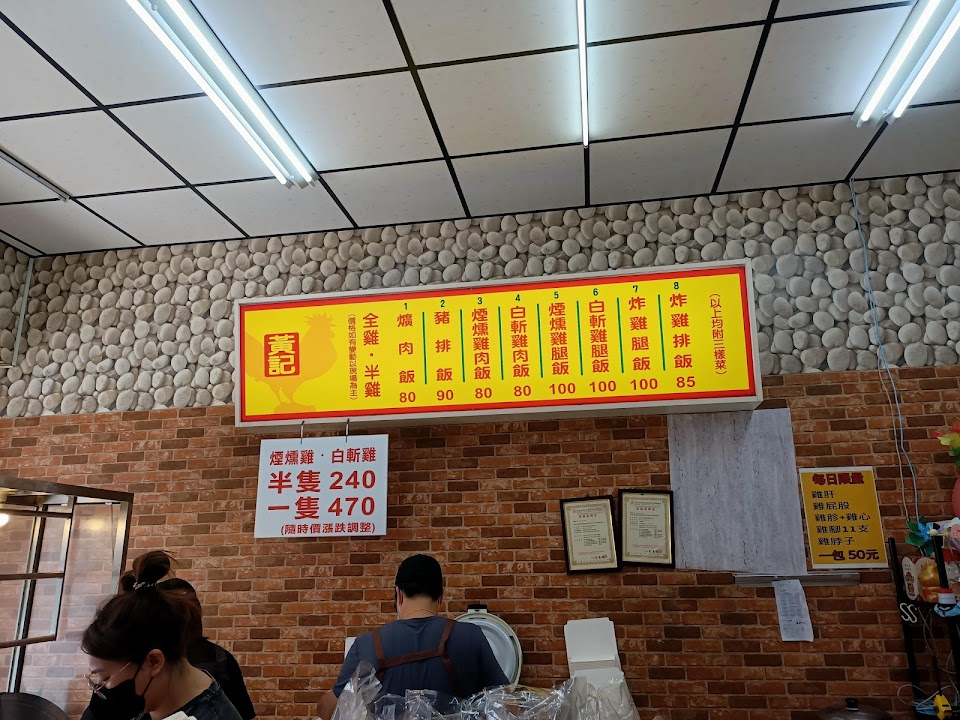 黃記
全雞．半雞
(價格如有變動以現場為主)
1 爌肉飯 80
2 豬排飯 90
3 煙燻雞肉飯 80
4 白斬雞肉飯 80
5 煙燻雞腿飯 100
6 白斬雞腿飯 100
7 炸雞腿飯 100
8 炸雞排飯 85
(以上均附三樣菜)
煙燻雞．白斬雞
半隻 240
一隻 470
(隨時價漲跌調整)
每日限量
雞肝
雞屁股
雞胗+雞心
雞腳11支
雞脖子
一包 50元